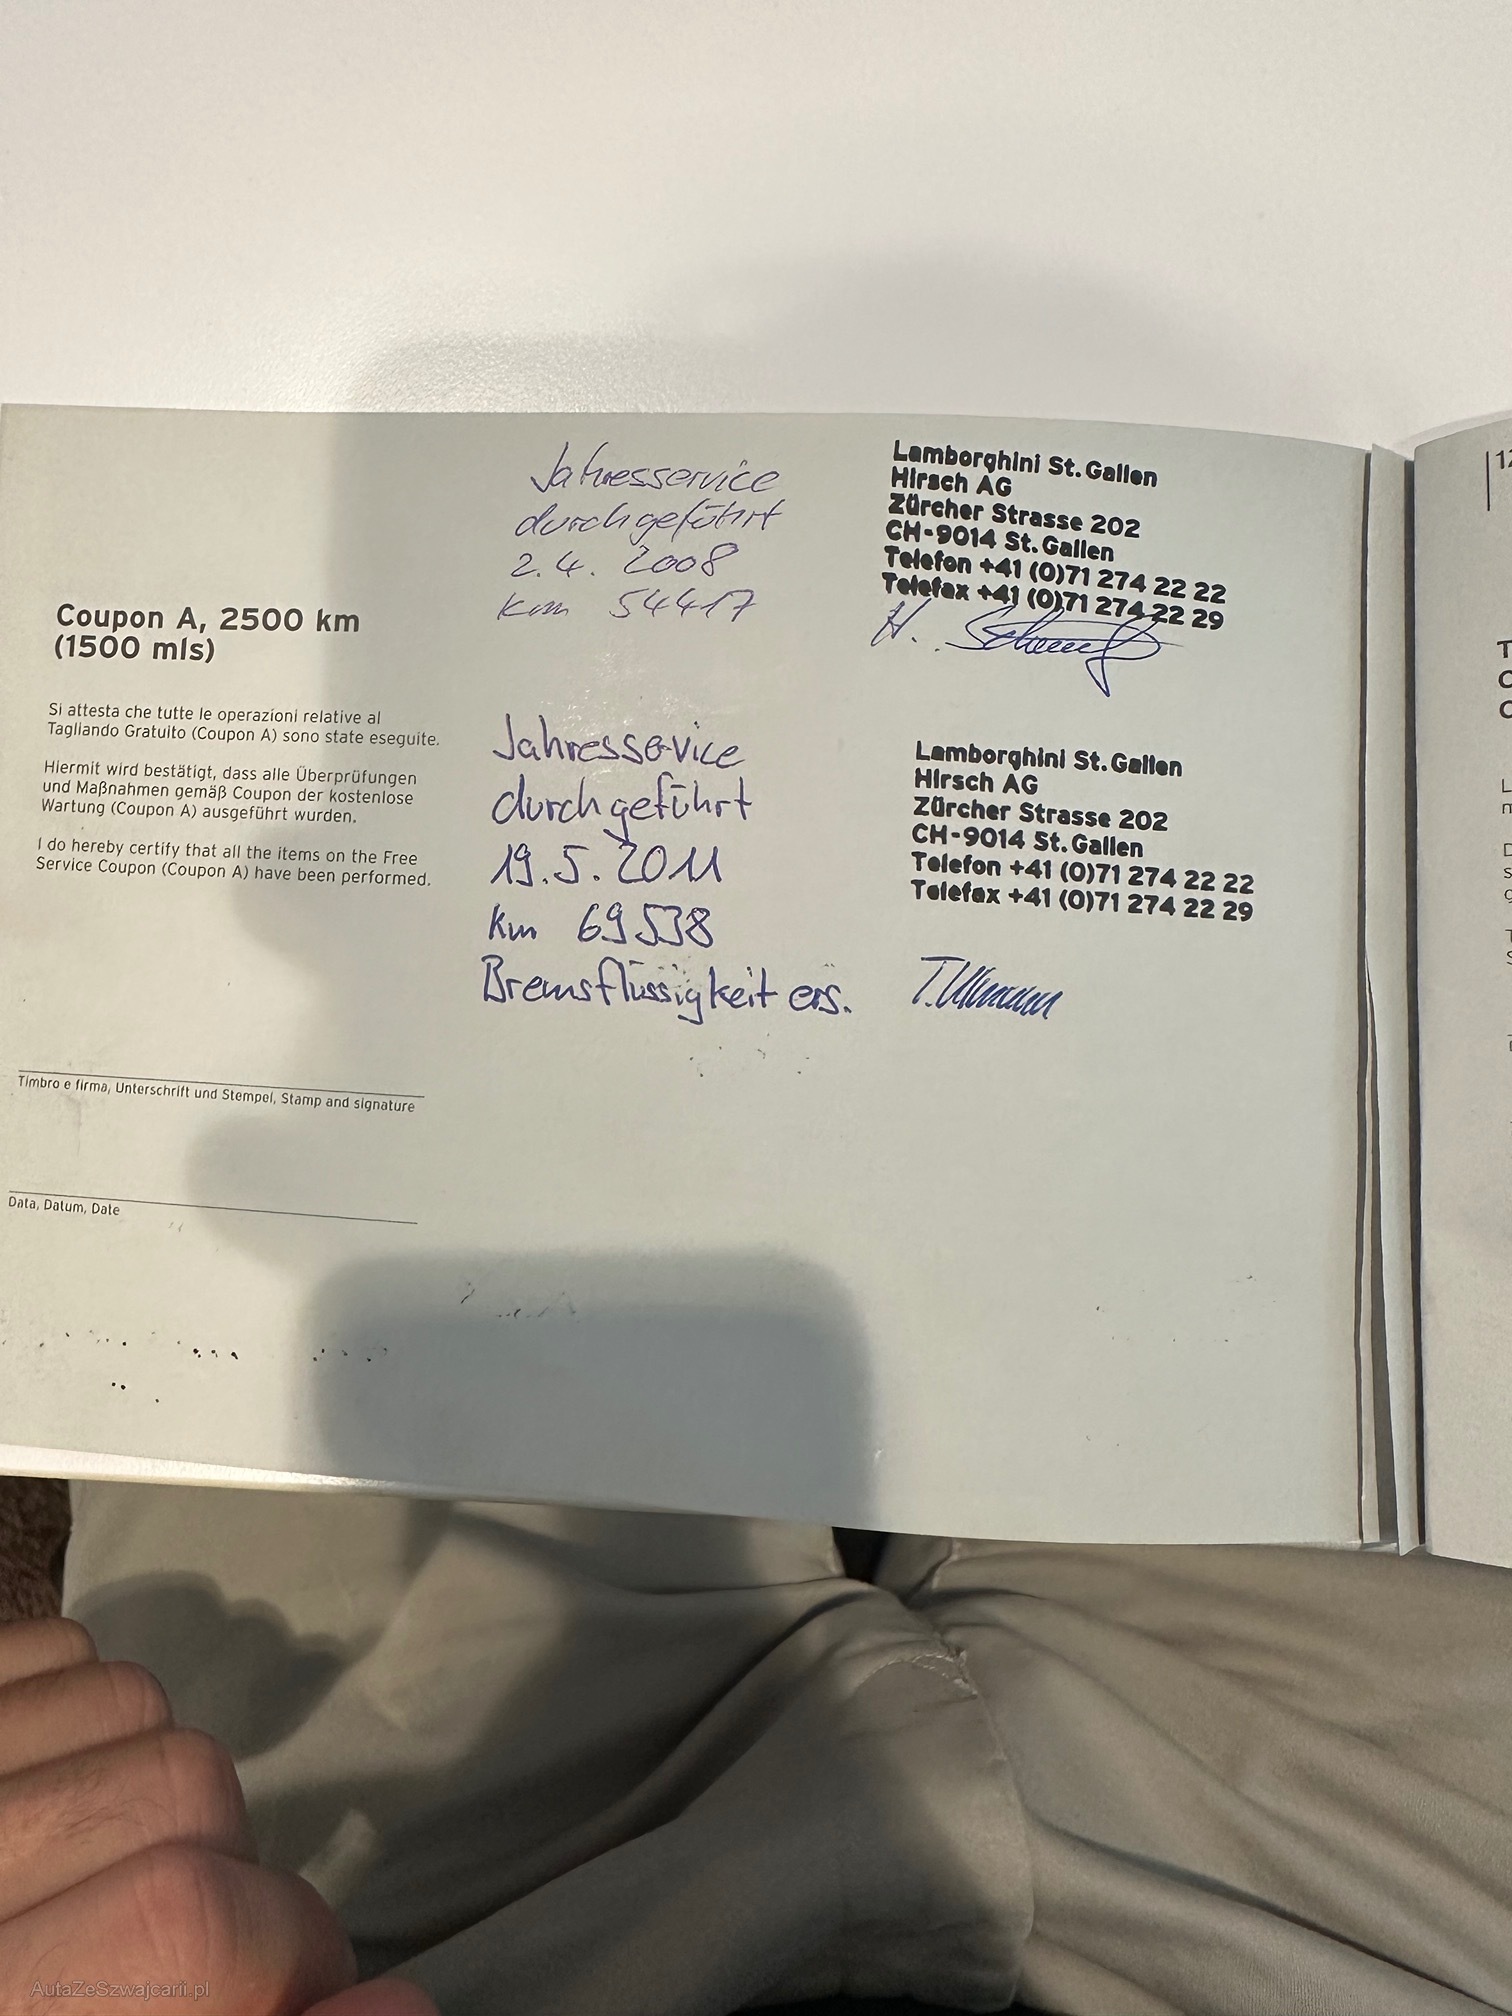 Coupon A, 2500 km
(1500 mls)
Si attesta che tutte le operazioni relative al
Tagliando Gratuito (Coupon A) sono state eseguite.
Hiermit wird bestätigt, dass alle Überprüfungen
und Maßnahmen gemäß Coupon der kostenlose
Wartung (Coupon A) ausgeführt wurden.
I do hereby certify that all the items on the Free
Service Coupon (Coupon A) have been performed.
Timbro e firma, Unterschrift und Stempel, Stamp and signature
Data, Datum, Date
Jahresservice
durchgeführt
2.4. 2008
km 54417
Lamborghini St. Gallen
Hirsch AG
Zürcher Strasse 202
CH-9014 St. Gallen
Telefon +41 (0)71 274 22 22
Telefax +41 (0)71 274 22 29
H.
Jahresservice
durchgeführt
19.5.2011
km 69538
Bremsflüssigkeit ers.
Lamborghini St. Gallen
Hirsch AG
Zürcher Strasse 202
CH-9014 St. Gallen
Telefon +41 (0)71 274 22 22
Telefax +41 (0)71 274 22 29
T. Ullmann
12
AutaZeSzwajcarii.pl